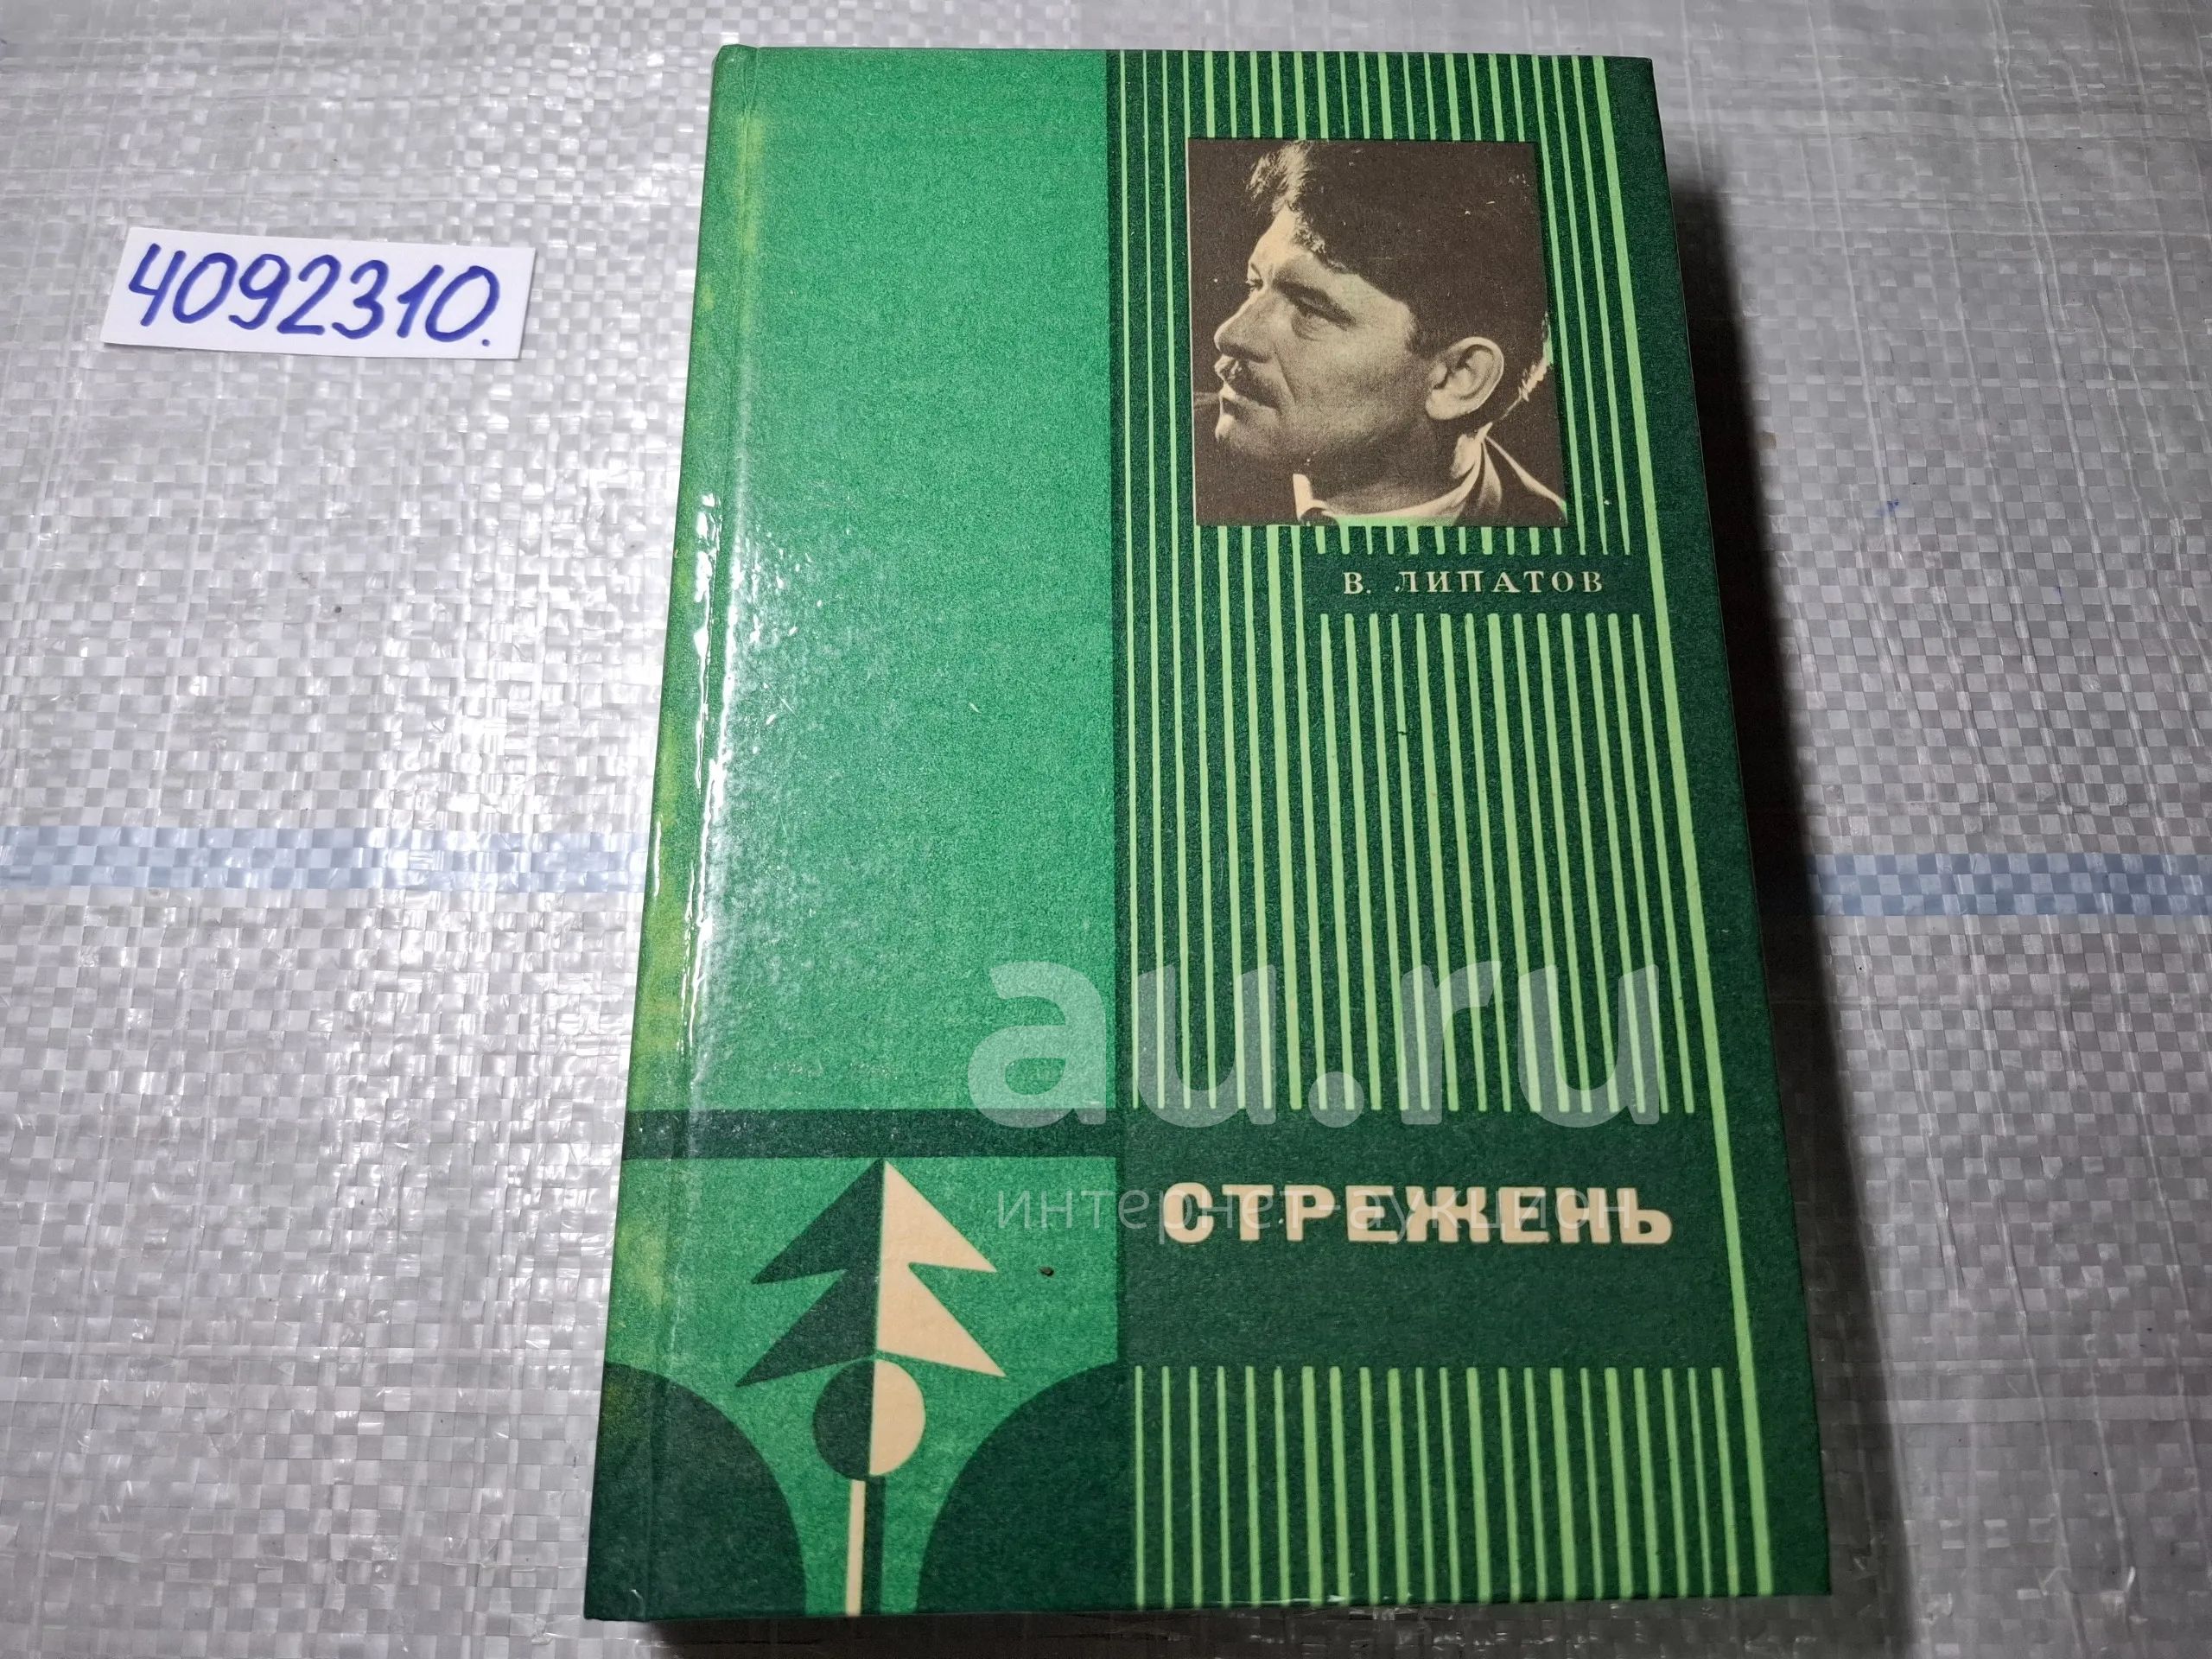 4092310.
В. ЛИПАТОВ
au.ru
интернет-аукцион
СТРЕЖЕНЬ